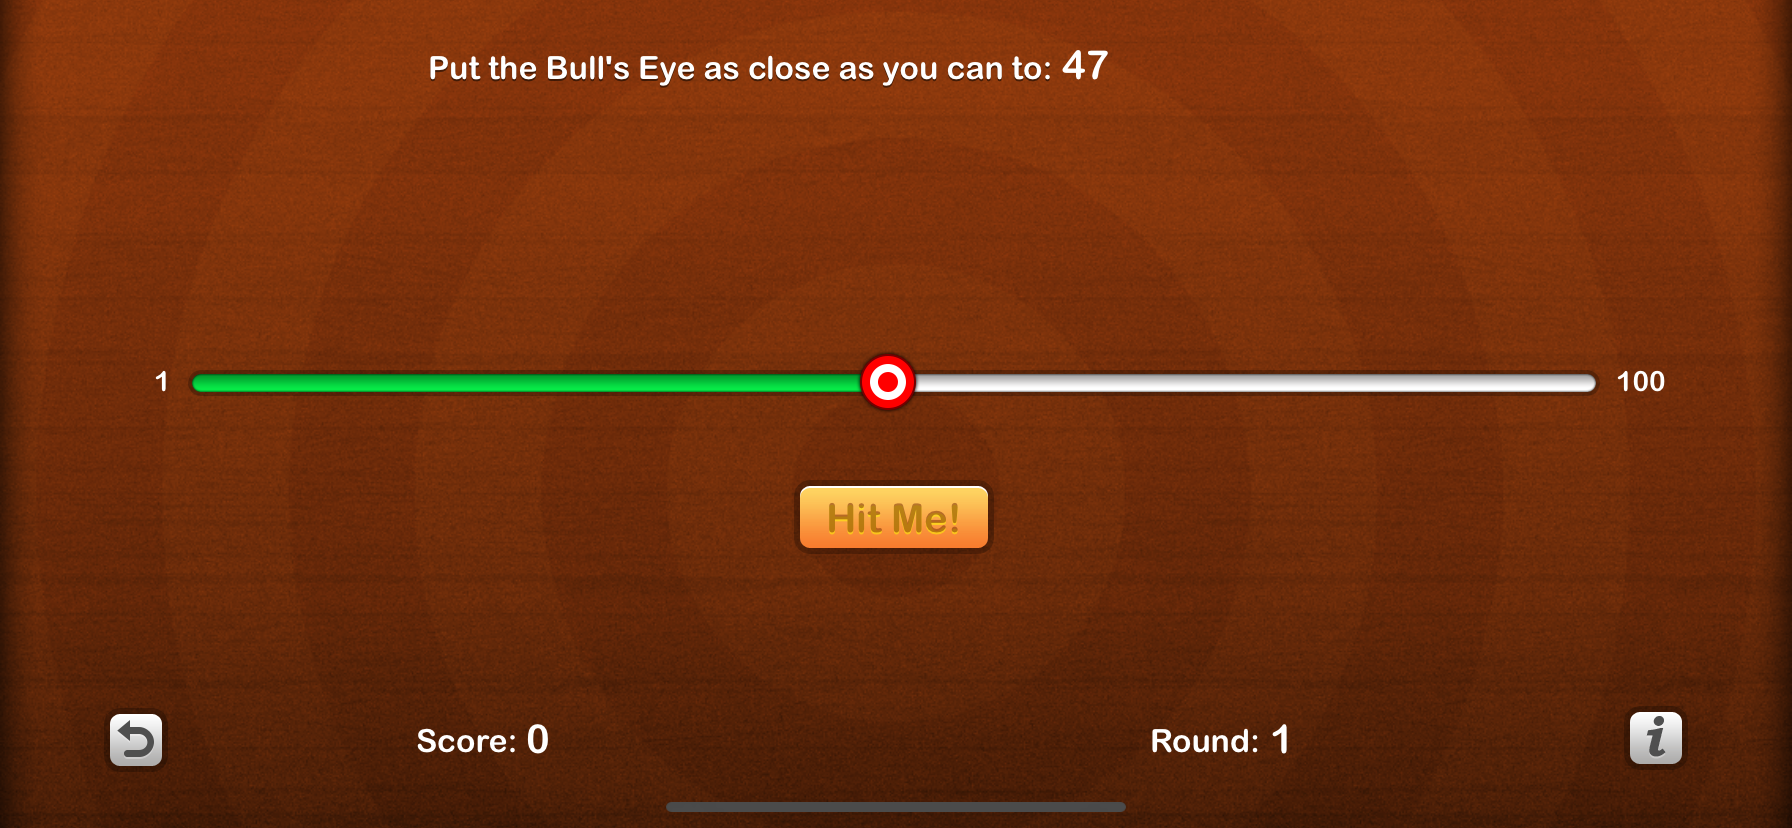 Put the Bull's Eye as close as you can to: 47
1 100
Hit Me!
Score: 0 Round: 1
i